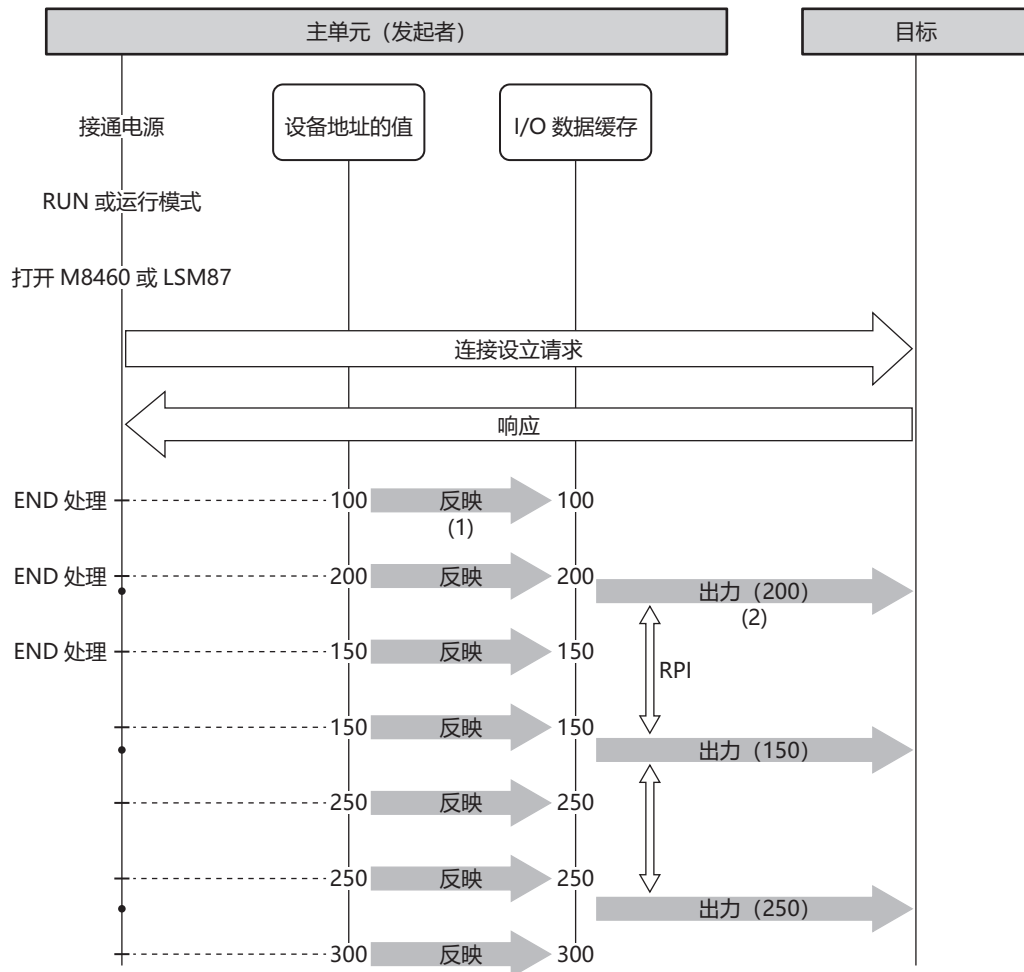 主单元（发起者）
目标
接通电源
设备地址的值
I/O 数据缓存
RUN 或运行模式
打开 M8460 或 LSM87
连接设立请求
响应
END 处理
100
反映
100
(1)
END 处理
200
反映
200
出力（200）
(2)
END 处理
150
反映
150
RPI
150
反映
150
出力（150）
250
反映
250
250
反映
250
出力（250）
300
反映
300